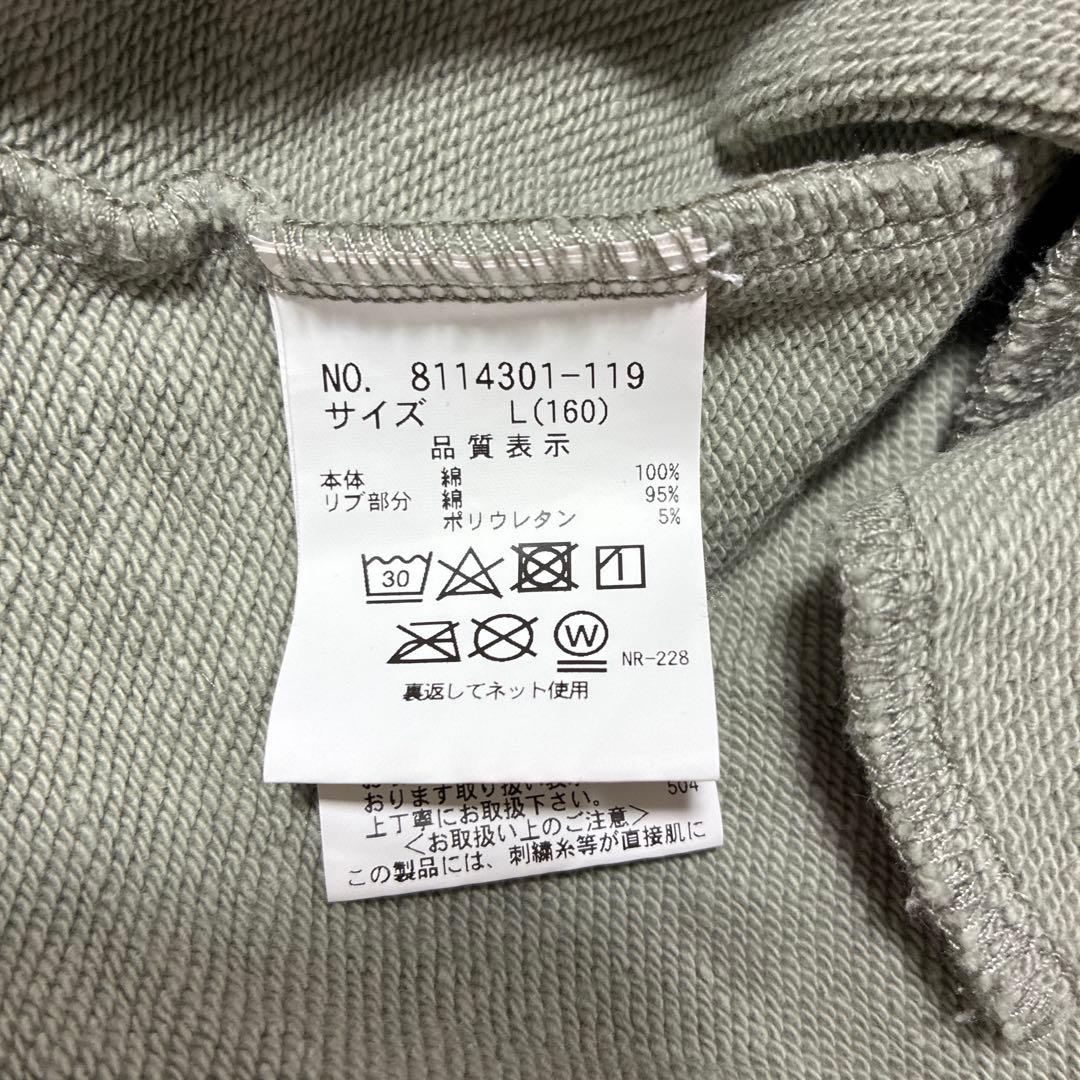 NO. 8114301-119
サイズ L(160)
品質表示
本体 綿 100%
リブ部分 綿 95%
ポリウレタン 5%
30
W NR-228
裏返してネット使用
504
おります取り扱い
上丁寧にお取扱下さい。
<お取扱い上のご注意>
この製品には、刺繍糸等が直接肌に